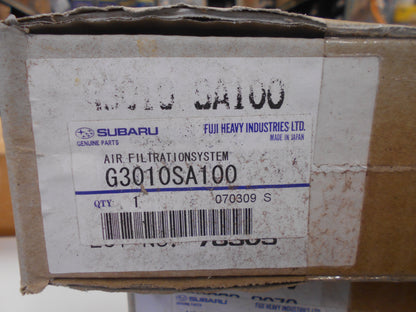 SA100
SUBARU FUJI HEAVY INDUSTRIES LTD.
GENUINE PARTS MADE IN JAPAN
AIR FILTRATIONSYSTEM
G3010SA100
QTY 1 070309 S
SUBARU FUJI HEAVY INDUSTRIES LTD.